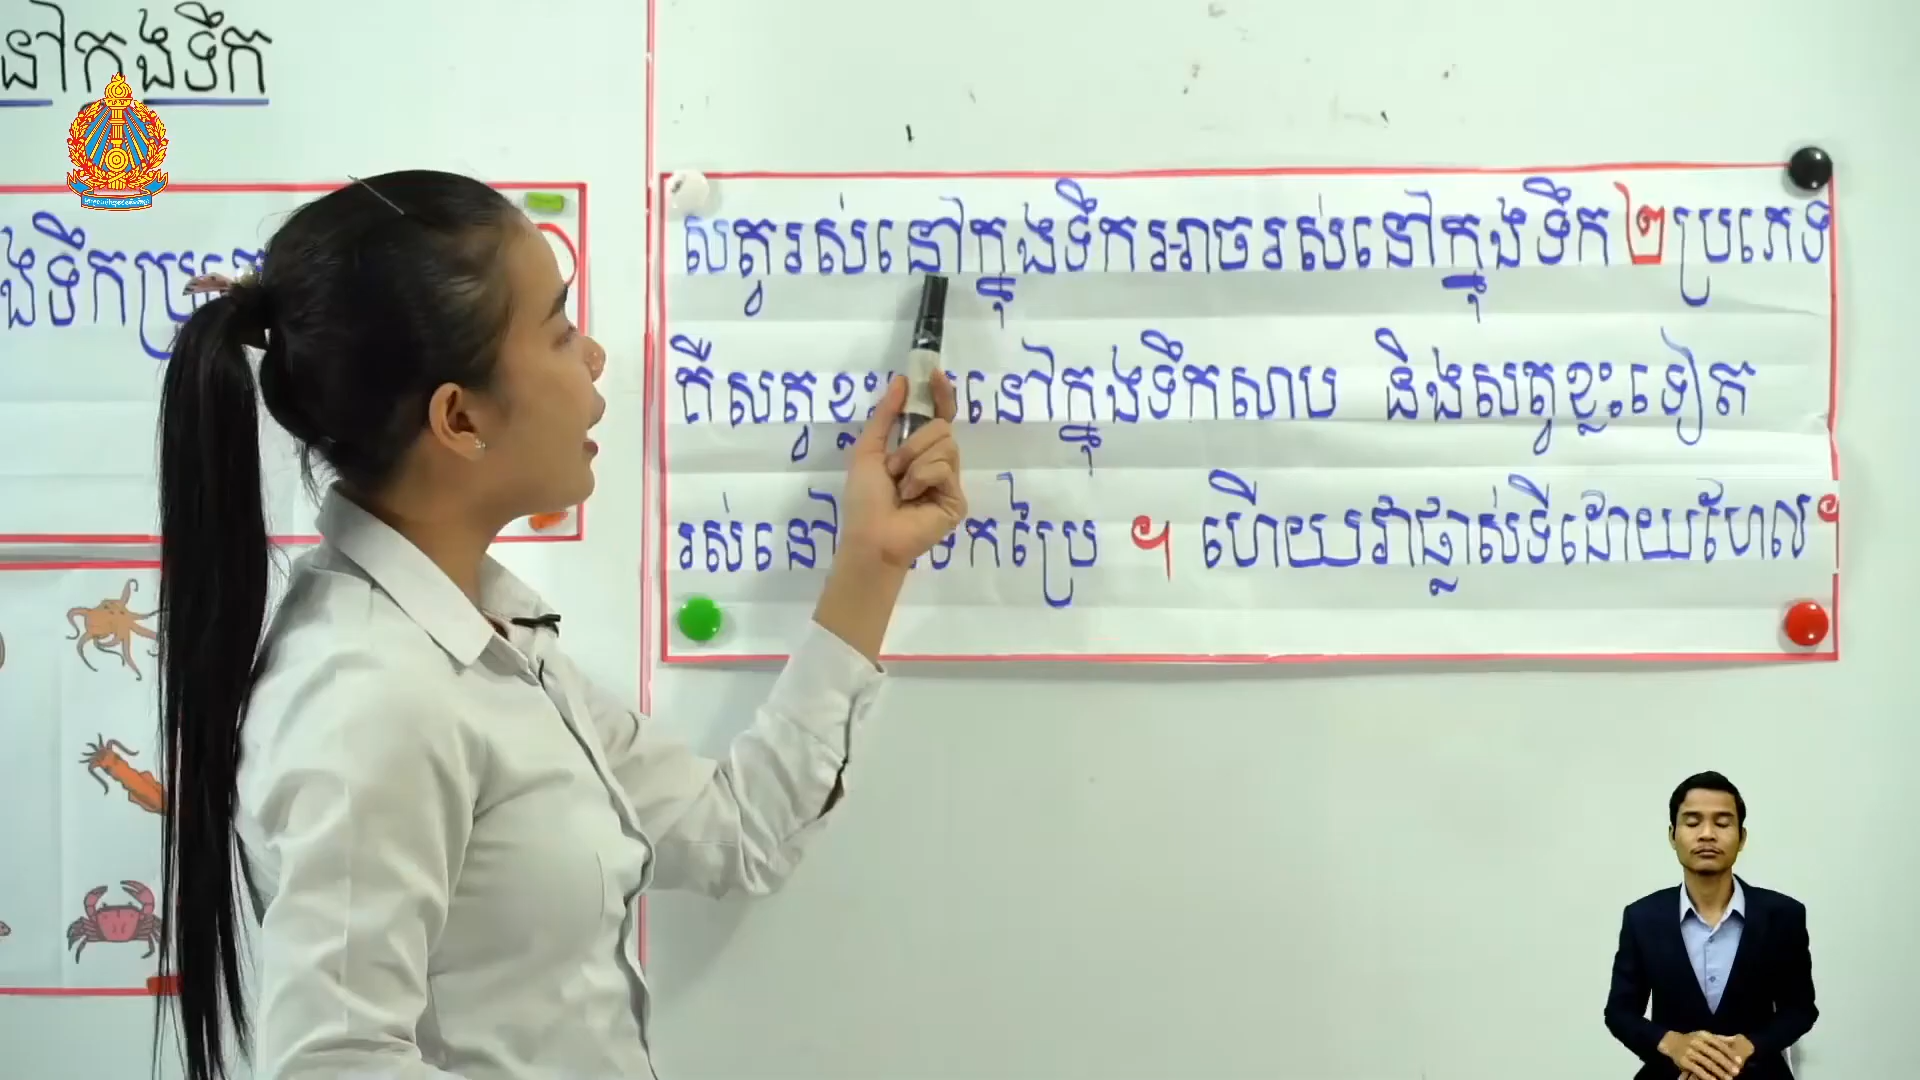 នៅក្នុងទឹក
ងទឹកប្រ
សត្វរស់នៅក្នុងទឹកអាចរស់នៅក្នុងទឹក២ប្រភេទ
គឺសត្វខ្លះ នៅក្នុងទឹកសាប និងសត្វខ្លះទៀត
រស់នៅ ទឹកប្រៃ ។ ហើយវាផ្លាស់ទីដោយហែល។